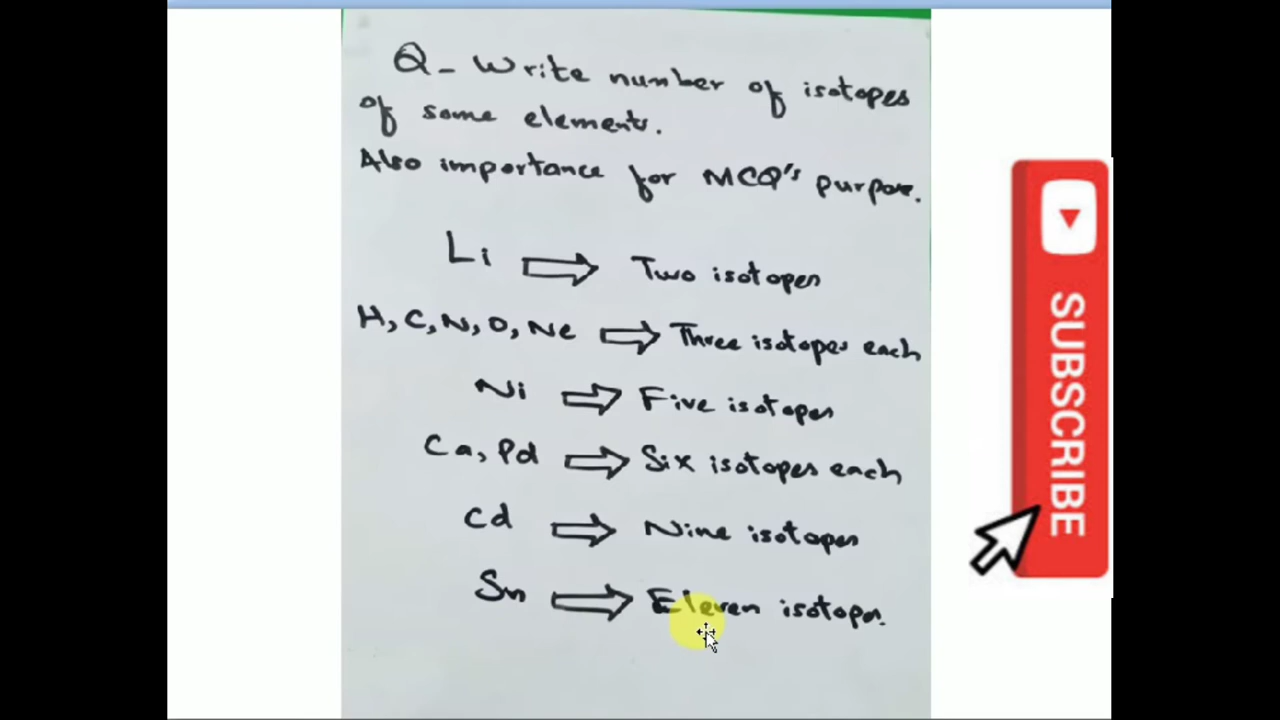 Q - Write number of isotopes
of some elements.
Also importance for MCQ's purpose.
Li ⇒ Two isotopes
H, C, N, O, Ne ⇒ Three isotopes each
Ni ⇒ Five isotopes
Ca, Pd ⇒ Six isotopes each
Cd ⇒ Nine isotopes
Sn ⇒ Eleven isotopes.
SUBSCRIBE